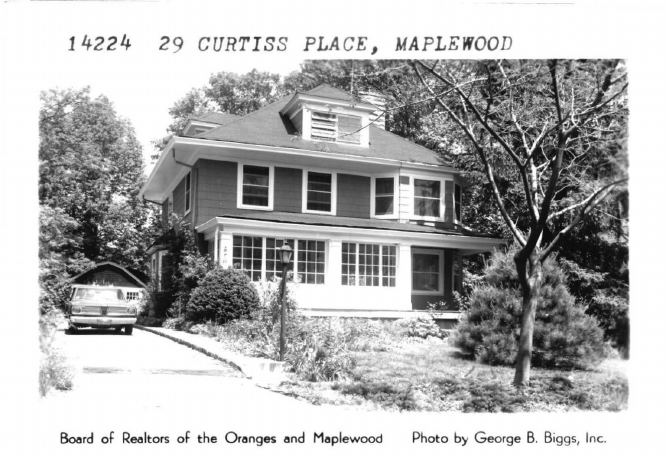 14224 29 CURTISS PLACE, MAPLEWOOD
Board of Realtors of the Oranges and Maplewood Photo by George B. Biggs, Inc.